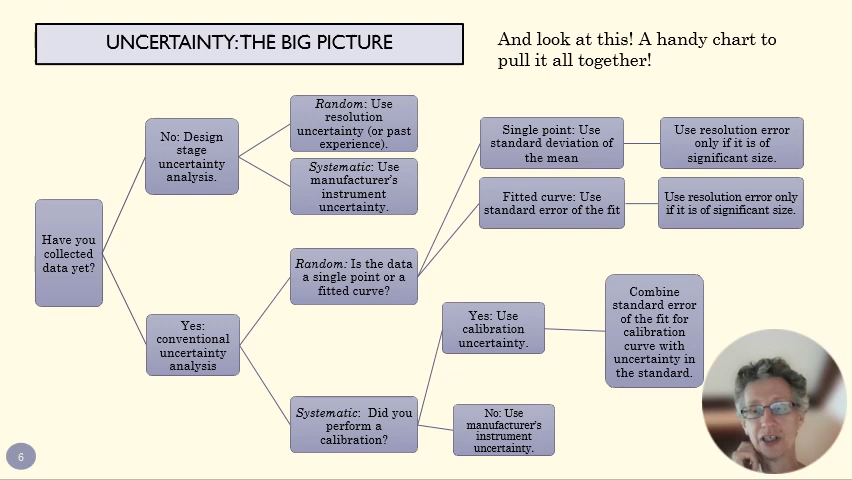 UNCERTAINTY: THE BIG PICTURE
And look at this! A handy chart to
pull it all together!
Have you
collected
data yet?
No: Design
stage
uncertainty
analysis.
Random: Use
resolution
uncertainty (or past
experience).
Systematic: Use
manufacturer's
instrument
uncertainty.
Yes:
conventional
uncertainty
analysis
Random: Is the data
a single point or a
fitted curve?
Single point: Use
standard deviation of
the mean
Use resolution error
only if it is of
significant size.
Fitted curve: Use
standard error of the fit
Use resolution error only
if it is of significant size.
Systematic: Did you
perform a
calibration?
Yes: Use
calibration
uncertainty.
Combine
standard error
of the fit for
calibration
curve with
uncertainty in
the standard.
No: Use
manufacturer's
instrument
uncertainty.
6